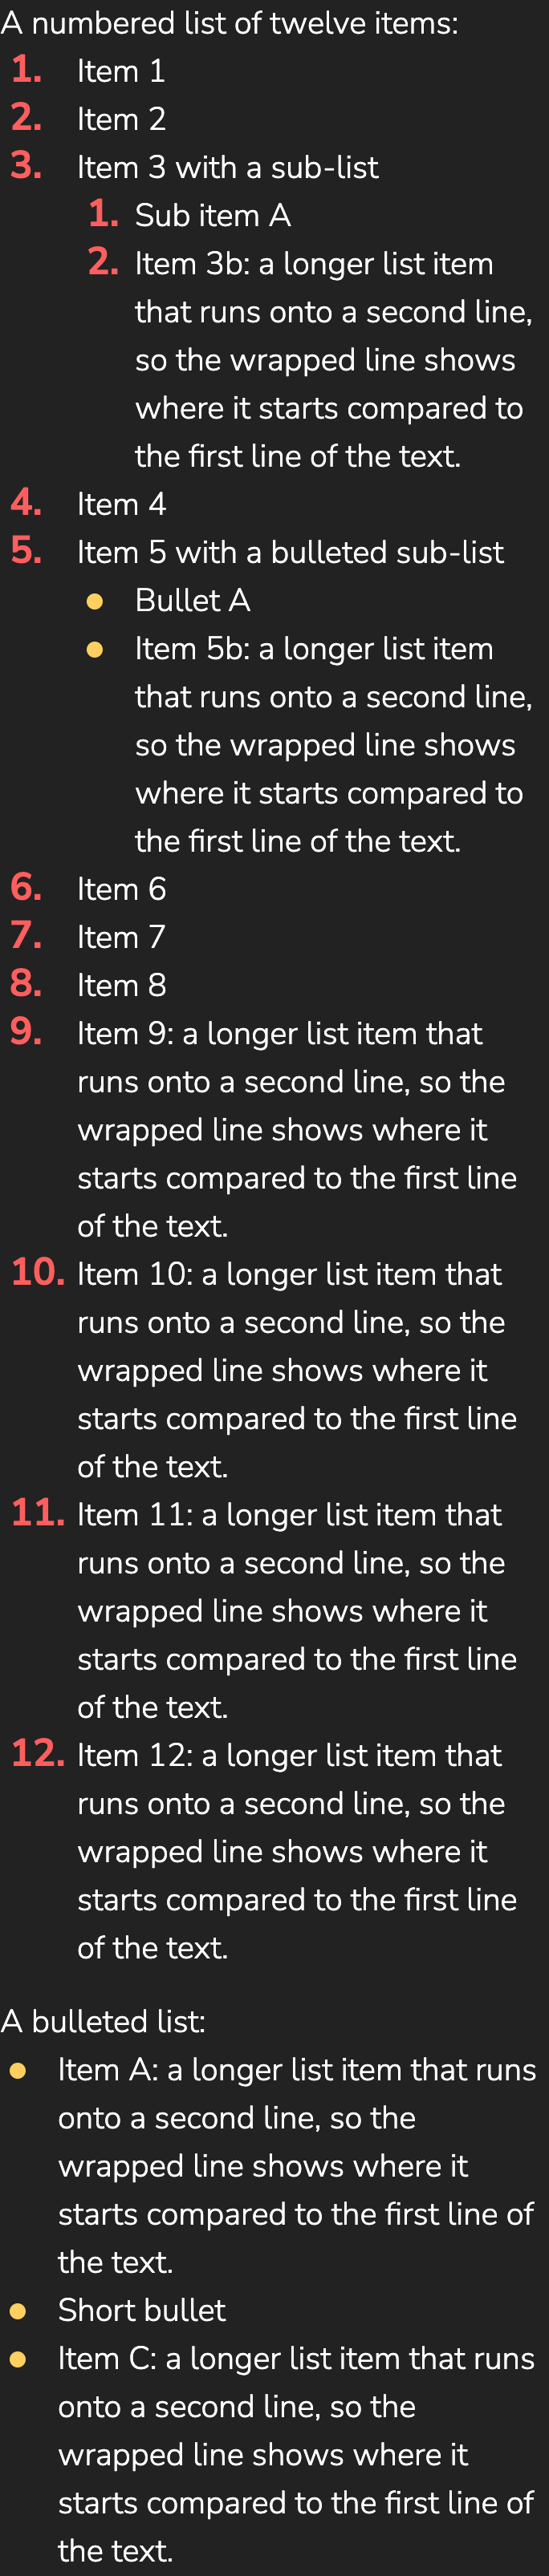 A numbered list of twelve items:
1. Item 1
2. Item 2
3. Item 3 with a sub-list
1. Sub item A
2. Item 3b: a longer list item
that runs onto a second line,
so the wrapped line shows
where it starts compared to
the first line of the text.
4. Item 4
5. Item 5 with a bulleted sub-list
● Bullet A
● Item 5b: a longer list item
that runs onto a second line,
so the wrapped line shows
where it starts compared to
the first line of the text.
6. Item 6
7. Item 7
8. Item 8
9. Item 9: a longer list item that
runs onto a second line, so the
wrapped line shows where it
starts compared to the first line
of the text.
10. Item 10: a longer list item that
runs onto a second line, so the
wrapped line shows where it
starts compared to the first line
of the text.
11. Item 11: a longer list item that
runs onto a second line, so the
wrapped line shows where it
starts compared to the first line
of the text.
12. Item 12: a longer list item that
runs onto a second line, so the
wrapped line shows where it
starts compared to the first line
of the text.
A bulleted list:
● Item A: a longer list item that runs
onto a second line, so the
wrapped line shows where it
starts compared to the first line of
the text.
● Short bullet
● Item C: a longer list item that runs
onto a second line, so the
wrapped line shows where it
starts compared to the first line of
the text.